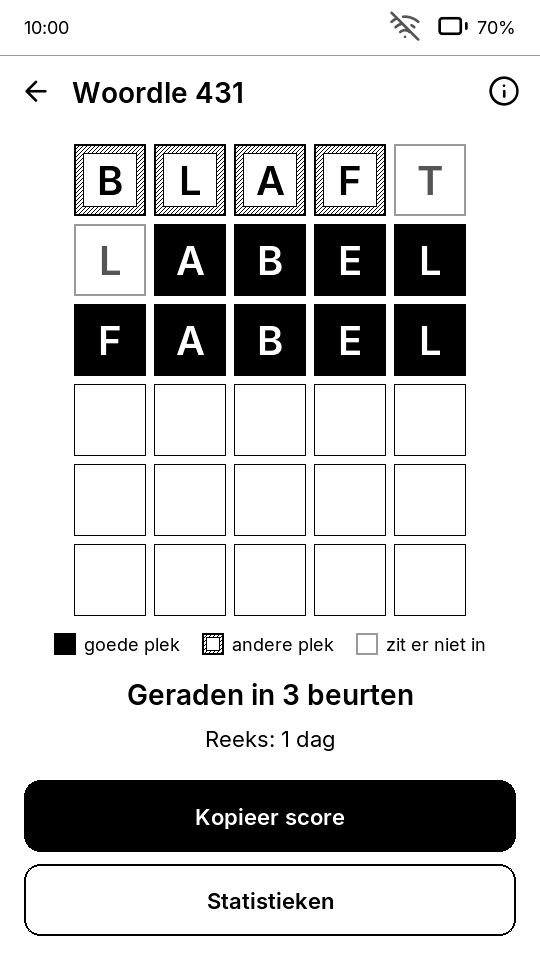 10:00 70%
Woordle 431
B L A F T
L A B E L
F A B E L
goede plek andere plek zit er niet in
Geraden in 3 beurten
Reeks: 1 dag
Kopieer score
Statistieken